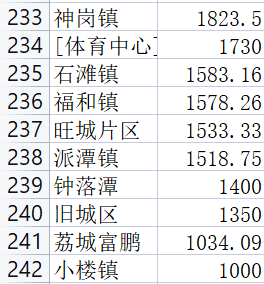 233 神岗镇 1823.5
234 [体育中心] 1730
235 石滩镇 1583.16
236 福和镇 1578.26
237 旺城片区 1533.33
238 派潭镇 1518.75
239 钟落潭 1400
240 旧城区 1350
241 荔城富鹏 1034.09
242 小楼镇 1000